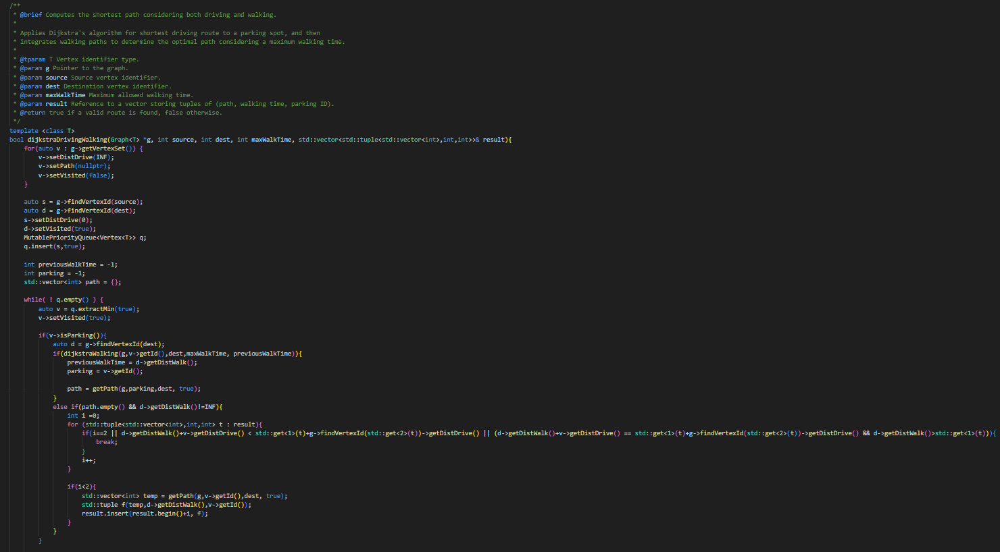 /**
 * @brief Computes the shortest path considering both driving and walking.
 *
 * Applies Dijkstra's algorithm for shortest driving route to a parking spot, and then
 * integrates walking paths to determine the optimal path considering a maximum walking time.
 *
 * @tparam T Vertex identifier type.
 * @param g Pointer to the graph.
 * @param source Source vertex identifier.
 * @param dest Destination vertex identifier.
 * @param maxWalkTime Maximum allowed walking time.
 * @param result Reference to a vector storing tuples of (path, walking time, parking ID).
 * @return true if a valid route is found, false otherwise.
 */
template <class T>
bool dijkstraDrivingWalking(Graph<T> *g, int source, int dest, int maxWalkTime, std::vector<std::tuple<std::vector<int>,int,int>>& result){
    for(auto v : g->getVertexSet()) {
        v->setDistDrive(INF);
        v->setPath(nullptr);
        v->setVisited(false);
    }

    auto s = g->findVertexId(source);
    auto d = g->findVertexId(dest);
    s->setDistDrive(0);
    d->setVisited(true);
    MutablePriorityQueue<Vertex<T>> q;
    q.insert(s,true);

    int previousWalkTime = -1;
    int parking = -1;
    std::vector<int> path = {};

    while( ! q.empty() ) {
        auto v = q.extractMin(true);
        v->setVisited(true);

        if(v->isParking()){
            auto d = g->findVertexId(dest);
            if(dijkstraWalking(g,v->getId(),dest,maxWalkTime, previousWalkTime)){
                previousWalkTime = d->getDistWalk();
                parking = v->getId();

                path = getPath(g,parking,dest, true);
            }
            else if(path.empty() && d->getDistWalk()!=INF){
                int i =0;
                for (std::tuple<std::vector<int>,int,int> t : result){
                    if(i==2 || d->getDistWalk()+v->getDistDrive() < std::get<1>(t)+g->findVertexId(std::get<2>(t))->getDistDrive() || (d->getDistWalk()+v->getDistDrive() == std::get<1>(t)+g->findVertexId(std::get<2>(t))->getDistDrive() && d->getDistWalk()>std::get<1>(t))){
                        break;
                    }
                    i++;
                }

                if(i<2){
                    std::vector<int> temp = getPath(g,v->getId(),dest, true);
                    std::tuple f(temp,d->getDistWalk(),v->getId());
                    result.insert(result.begin()+i, f);
                }
            }
        }